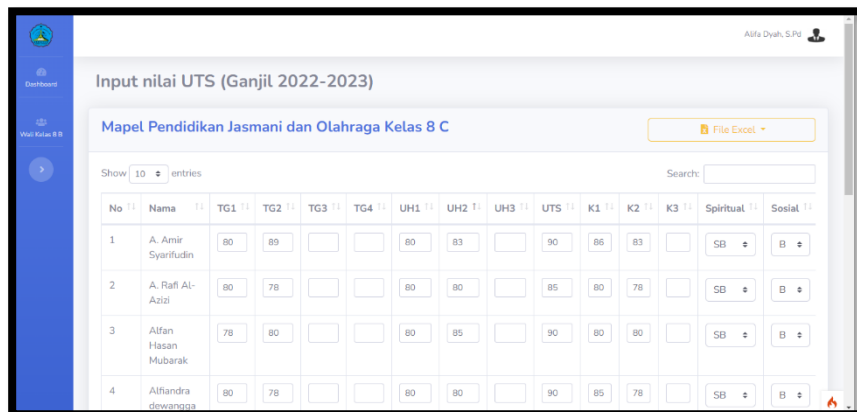 Alifa Dyah, S.Pd
Dashboard
Wali Kelas 8 B
Input nilai UTS (Ganjil 2022-2023)
Mapel Pendidikan Jasmani dan Olahraga Kelas 8 C
File Excel
Show 10 entries
Search:
No Nama TG1 TG2 TG3 TG4 UH1 UH2 UH3 UTS K1 K2 K3 Spiritual Sosial
1 A. Amir Syarifudin 80 89 80 83 90 86 83 SB B
2 A. Rafl Al-Azizi 80 78 80 80 85 80 78 SB B
3 Alfan Hasan Mubarak 78 80 80 85 90 80 80 SB B
4 Alfiandra dewangga 80 78 80 80 90 85 78 SB B